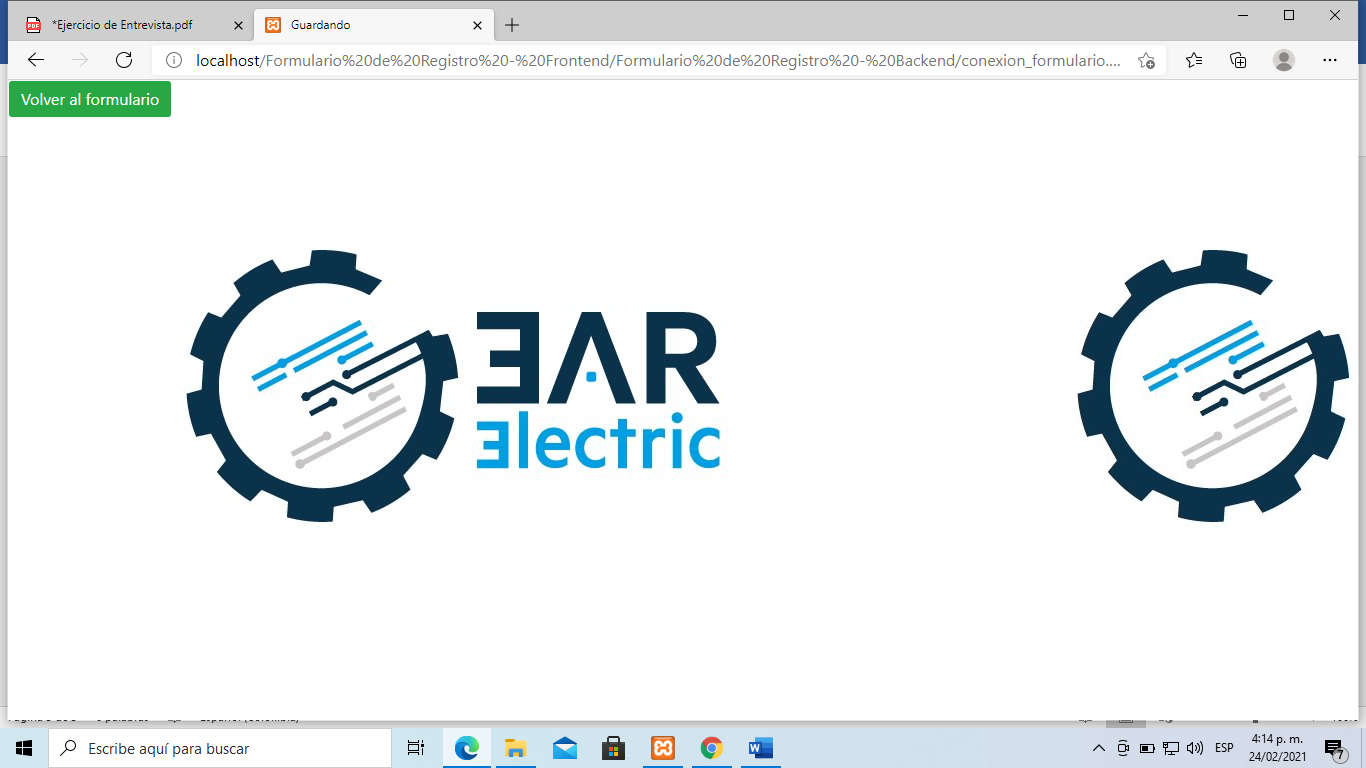 *Ejercicio de Entrevista.pdf
Guardando
localhost/Formulario%20de%20Registro%20-%20Frontend/Formulario%20de%20Registro%20-%20Backend/conexion_formulario....
Volver al formulario
EAR
Electric
Escribe aquí para buscar
ESP
4:14 p. m.
24/02/2021
7